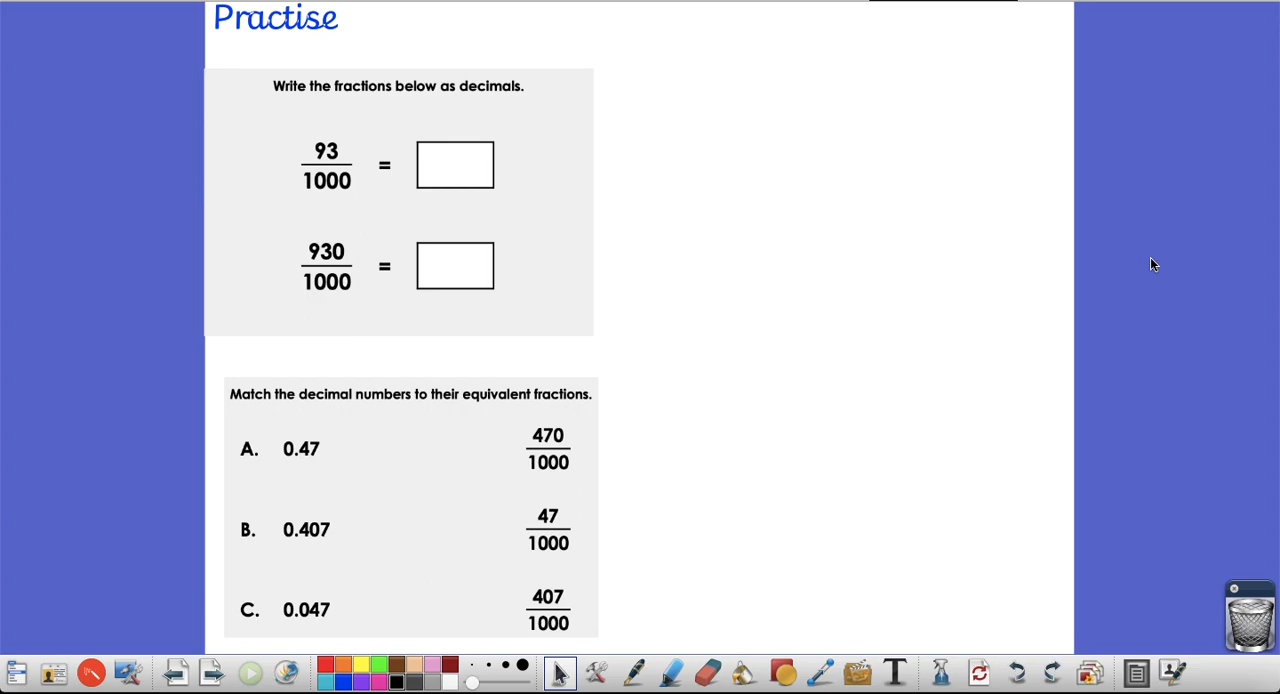 Practise
Write the fractions below as decimals.
93
1000
=
930
1000
=
Match the decimal numbers to their equivalent fractions.
A. 0.47
470
1000
B. 0.407
47
1000
C. 0.047
407
1000
T